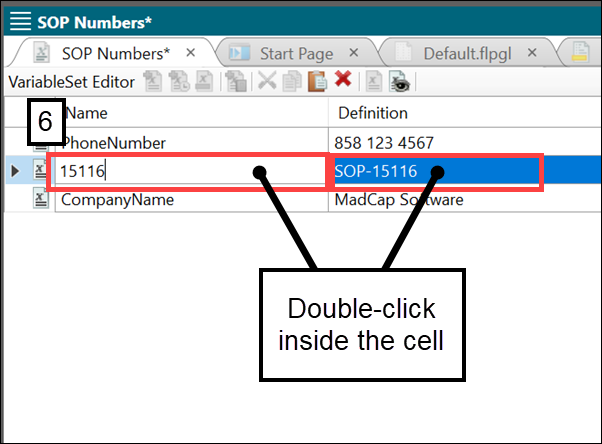 SOP Numbers*
SOP Numbers* Start Page Default.flpgl
VariableSet Editor
6 Name Definition
PhoneNumber 858 123 4567
15116 SOP-15116
CompanyName MadCap Software
Double-click
inside the cell